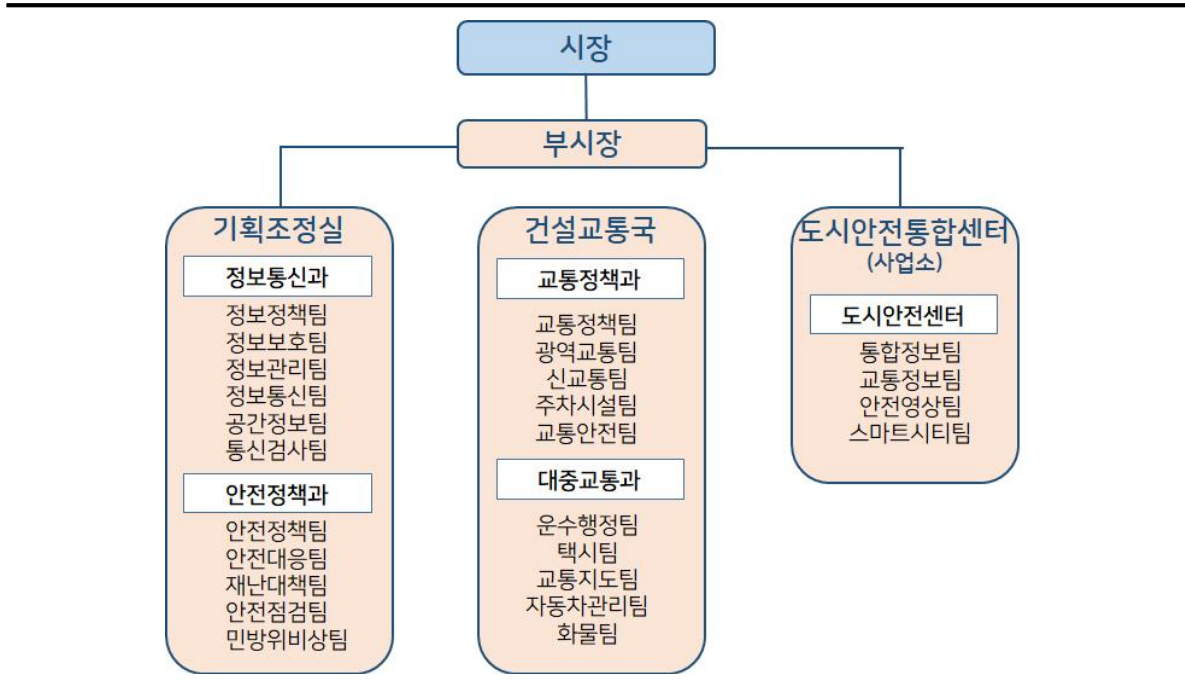 시장
부시장
기획조정실
정보통신과
정보정책팀
정보보호팀
정보관리팀
정보통신팀
공간정보팀
통신검사팀
안전정책과
안전정책팀
안전대응팀
재난대책팀
안전점검팀
민방위비상팀
건설교통국
교통정책과
교통정책팀
광역교통팀
신교통팀
주차시설팀
교통안전팀
대중교통과
운수행정팀
택시팀
교통지도팀
자동차관리팀
화물팀
도시안전통합센터
(사업소)
도시안전센터
통합정보팀
교통정보팀
안전영상팀
스마트시티팀